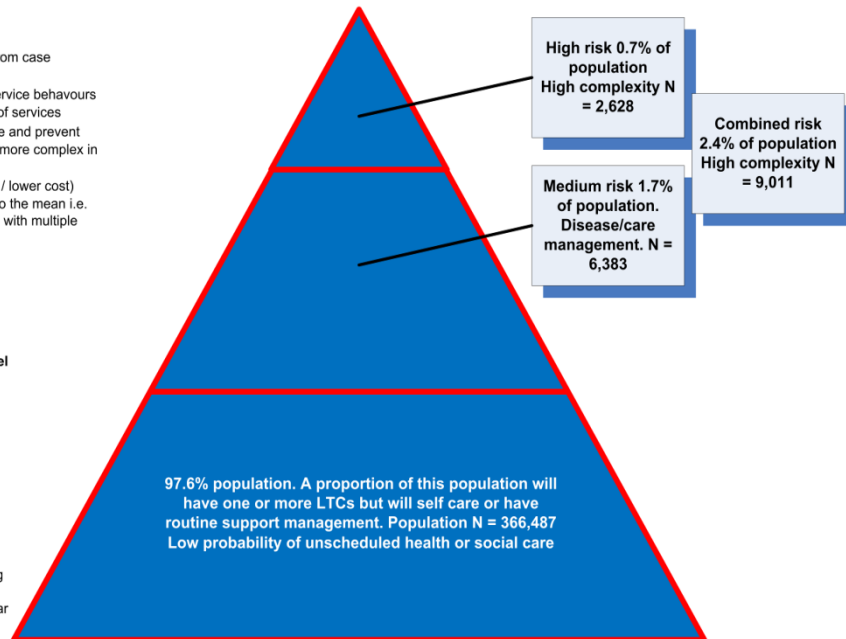 om case
ervice behavours
of services
e and prevent
more complex in
/ lower cost)
o the mean i.e.
with multiple
el
g
ar
High risk 0.7% of
population
High complexity N
= 2,628
Combined risk
2.4% of population
High complexity N
= 9,011
Medium risk 1.7%
of population.
Disease/care
management. N =
6,383
97.6% population. A proportion of this population will
have one or more LTCs but will self care or have
routine support management. Population N = 366,487
Low probability of unscheduled health or social care